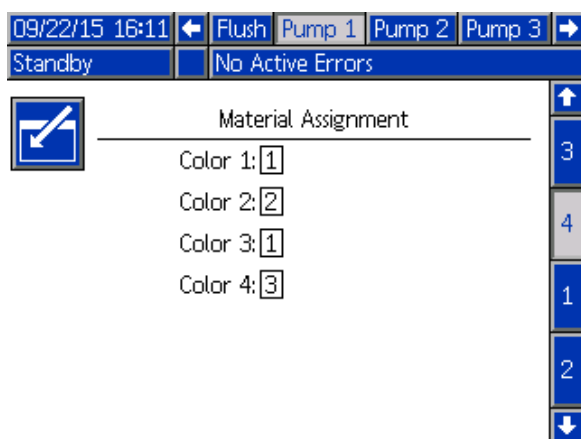 09/22/15 16:11 Flush Pump 1 Pump 2 Pump 3
Standby No Active Errors
Material Assignment
Color 1: 1
Color 2: 2
Color 3: 1
Color 4: 3
3
4
1
2